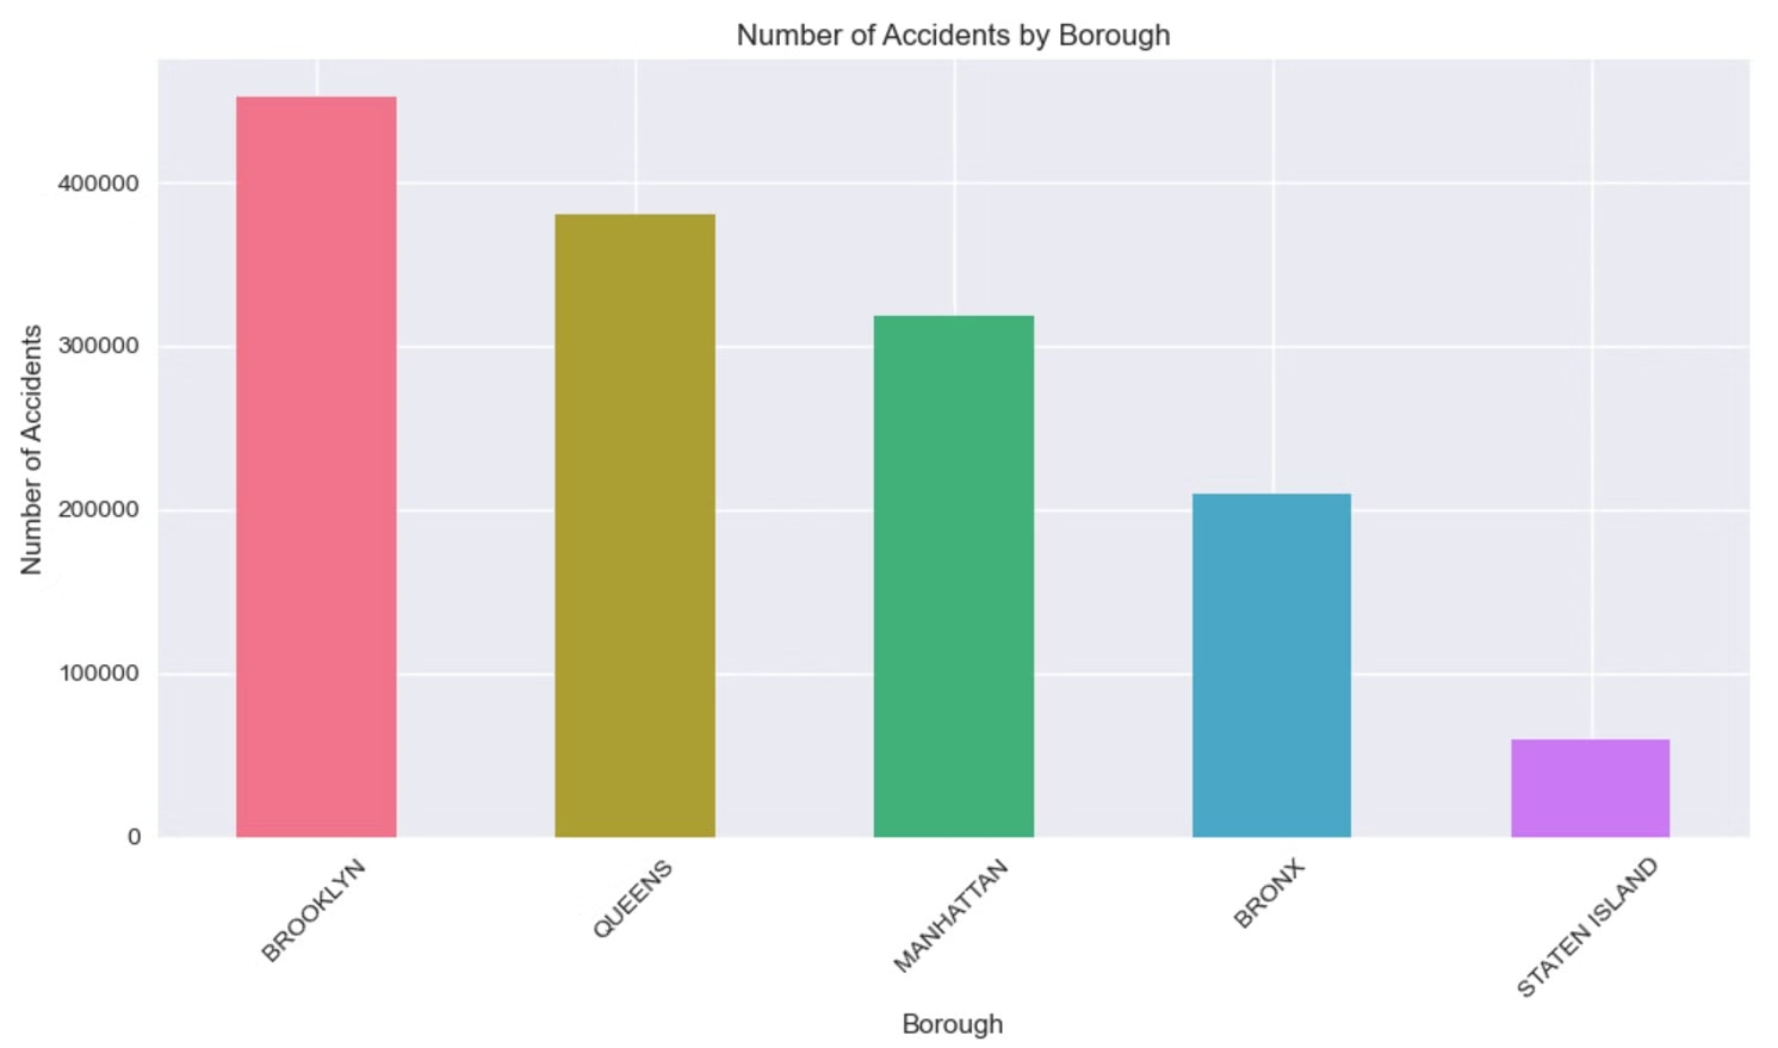 Number of Accidents by Borough
Number of Accidents
400000
300000
200000
100000
0
BROOKLYN
QUEENS
MANHATTAN
BRONX
STATEN ISLAND
Borough